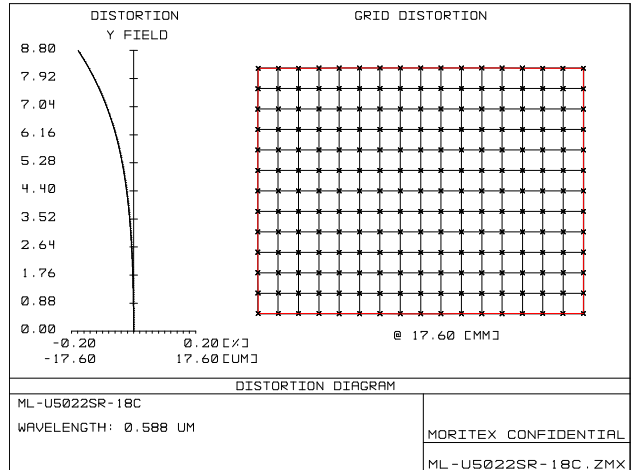 DISTORTION
Y FIELD
8.80
7.92
7.04
6.16
5.28
4.40
3.52
2.64
1.76
0.88
0.00
-0.20 0.20[%]
-17.60 17.60[UM]
GRID DISTORTION
@ 17.60 [MM]
DISTORTION DIAGRAM
ML-U5022SR-18C
WAVELENGTH: 0.588 UM
MORITEX CONFIDENTIAL
ML-U5022SR-18C.ZMX